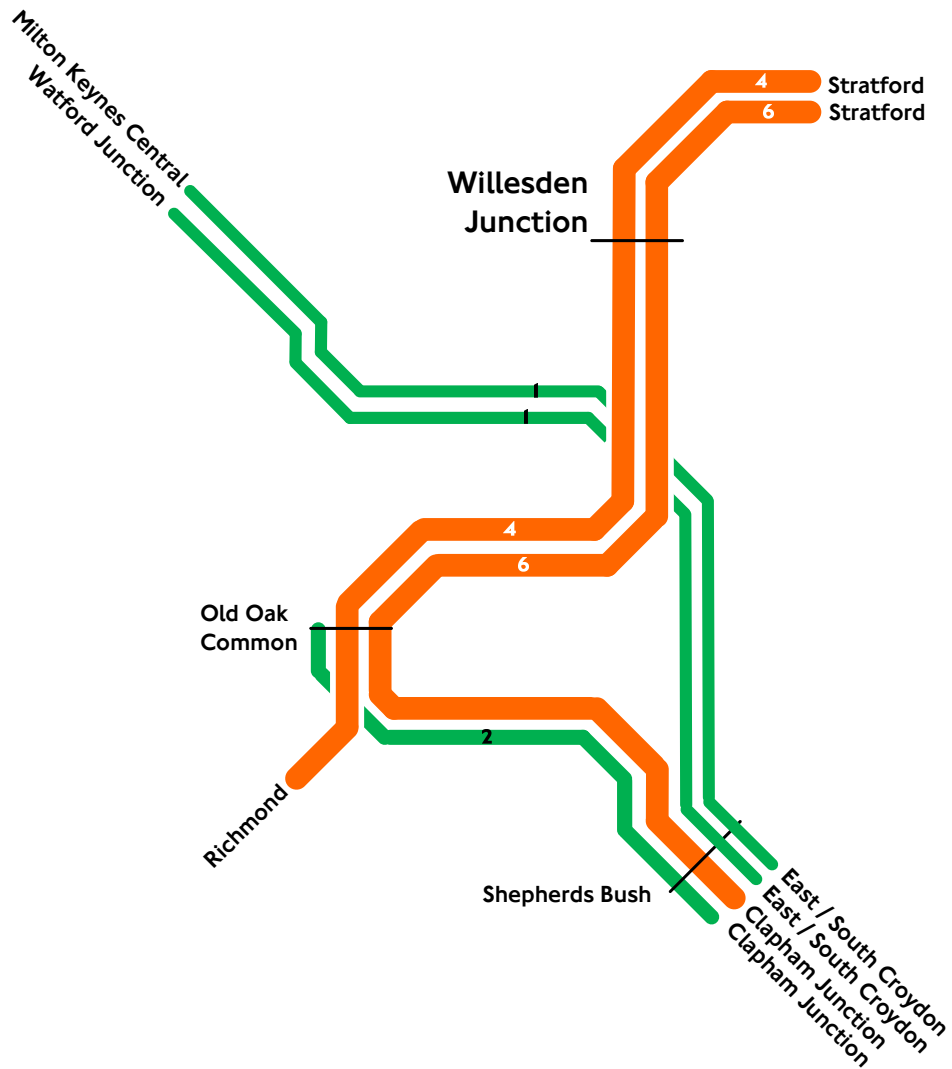 Milton Keynes Central
Watford Junction
4
Stratford
6
Stratford
Willesden
Junction
1
1
4
6
Old Oak
Common
2
Richmond
Shepherds Bush
East / South Croydon
East / South Croydon
Clapham Junction
Clapham Junction